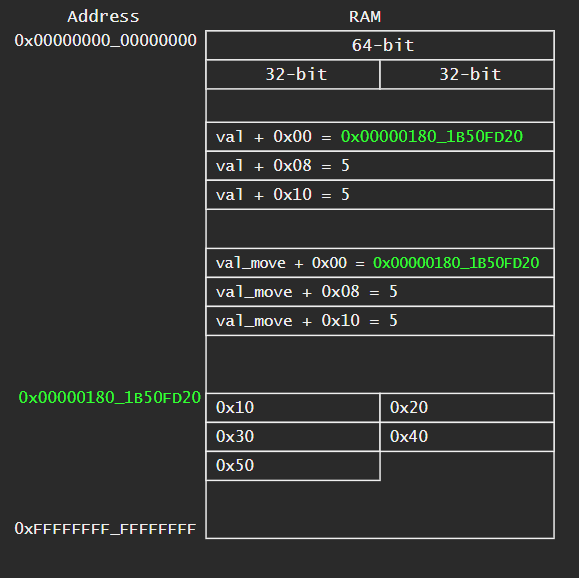 Address RAM
0x00000000_00000000 64-bit
32-bit 32-bit
val + 0x00 = 0x00000180_1B50FD20
val + 0x08 = 5
val + 0x10 = 5
val_move + 0x00 = 0x00000180_1B50FD20
val_move + 0x08 = 5
val_move + 0x10 = 5
0x00000180_1B50FD20 0x10 0x20
0x30 0x40
0x50
0xFFFFFFFF_FFFFFFFF